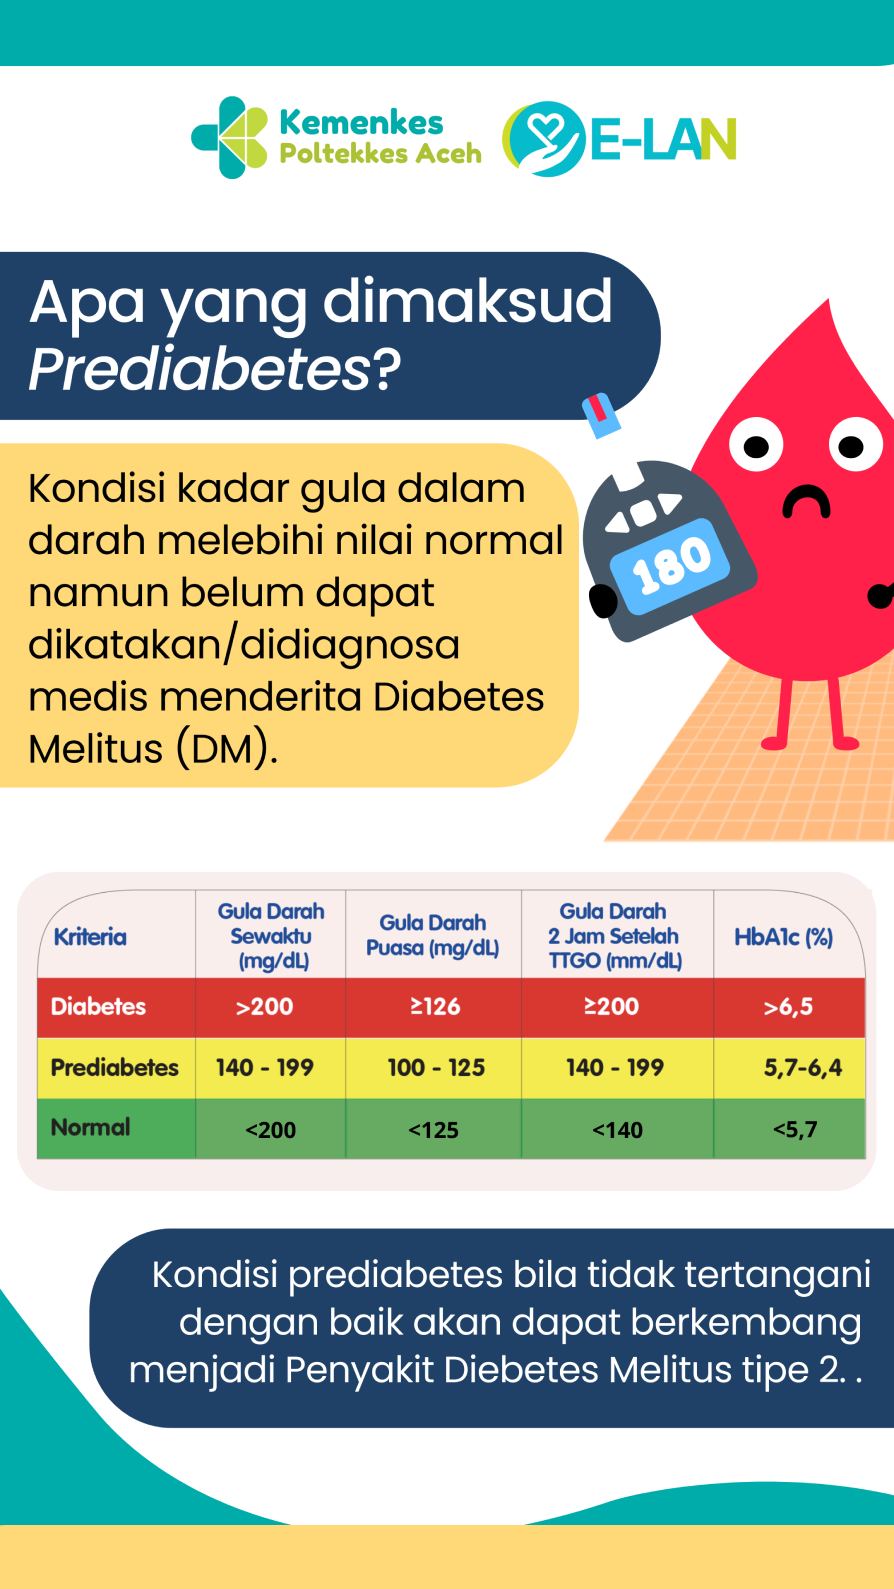 Kemenkes
Poltekkes Aceh
E-LAN
Apa yang dimaksud
Prediabetes?
Kondisi kadar gula dalam
darah melebihi nilai normal
namun belum dapat
dikatakan/didiagnosa
medis menderita Diabetes
Melitus (DM).
180
Kriteria
Gula Darah
Sewaktu
(mg/dL)
Gula Darah
Puasa (mg/dL)
Gula Darah
2 Jam Setelah
TTGO (mm/dL)
HbA1c (%)
Diabetes >200 ≥126 ≥200 >6,5
Prediabetes 140 - 199 100 - 125 140 - 199 5,7-6,4
Normal <200 <125 <140 <5,7
Kondisi prediabetes bila tidak tertangani
dengan baik akan dapat berkembang
menjadi Penyakit Diebetes Melitus tipe 2. .